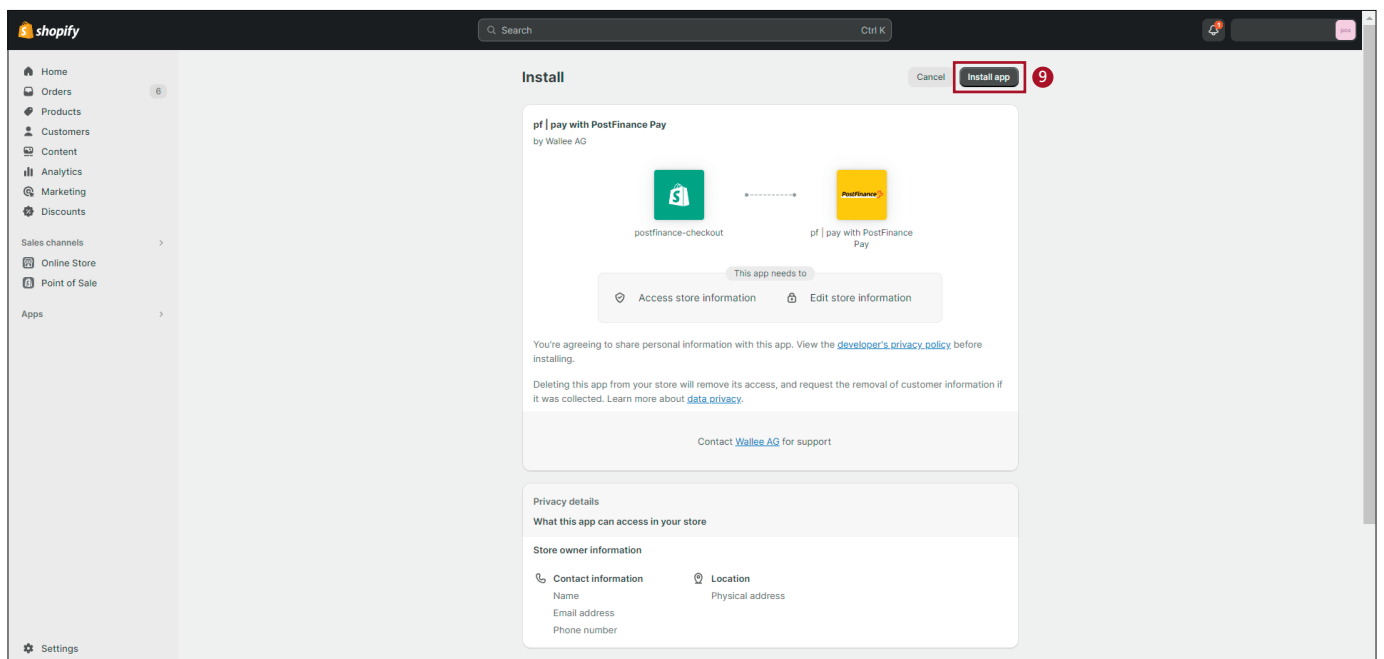 shopify
Search
Ctrl K
1
Home
Orders
6
Products
Customers
Content
Analytics
Marketing
Discounts
Sales channels
Online Store
Point of Sale
Apps
Settings
Install
Cancel
Install app
9
pf | pay with PostFinance Pay
by Wallee AG
PostFinance
postfinance-checkout
pf | pay with PostFinance
Pay
This app needs to
Access store information
Edit store information
You're agreeing to share personal information with this app. View the developer's privacy policy before
installing.
Deleting this app from your store will remove its access, and request the removal of customer information if
it was collected. Learn more about data privacy.
Contact Wallee AG for support
Privacy details
What this app can access in your store
Store owner information
Contact information
Name
Email address
Phone number
Location
Physical address